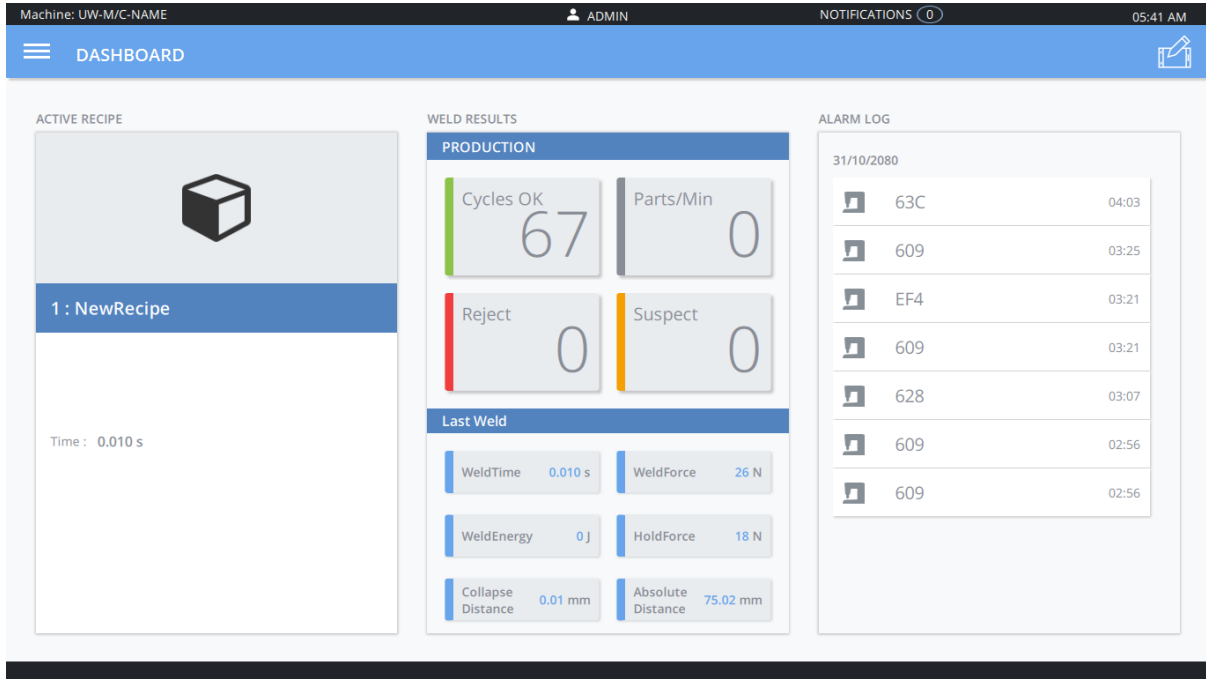 Machine: UW-M/C-NAME
ADMIN
NOTIFICATIONS 0
05:41 AM
DASHBOARD
ACTIVE RECIPE
1 : NewRecipe
Time : 0.010 s
WELD RESULTS
PRODUCTION
Cycles OK
67
Parts/Min
0
Reject
0
Suspect
0
Last Weld
WeldTime 0.010 s
WeldForce 26 N
WeldEnergy 0 J
HoldForce 18 N
Collapse
Distance 0.01 mm
Absolute
Distance 75.02 mm
ALARM LOG
31/10/2080
63C 04:03
609 03:25
EF4 03:21
609 03:21
628 03:07
609 02:56
609 02:56